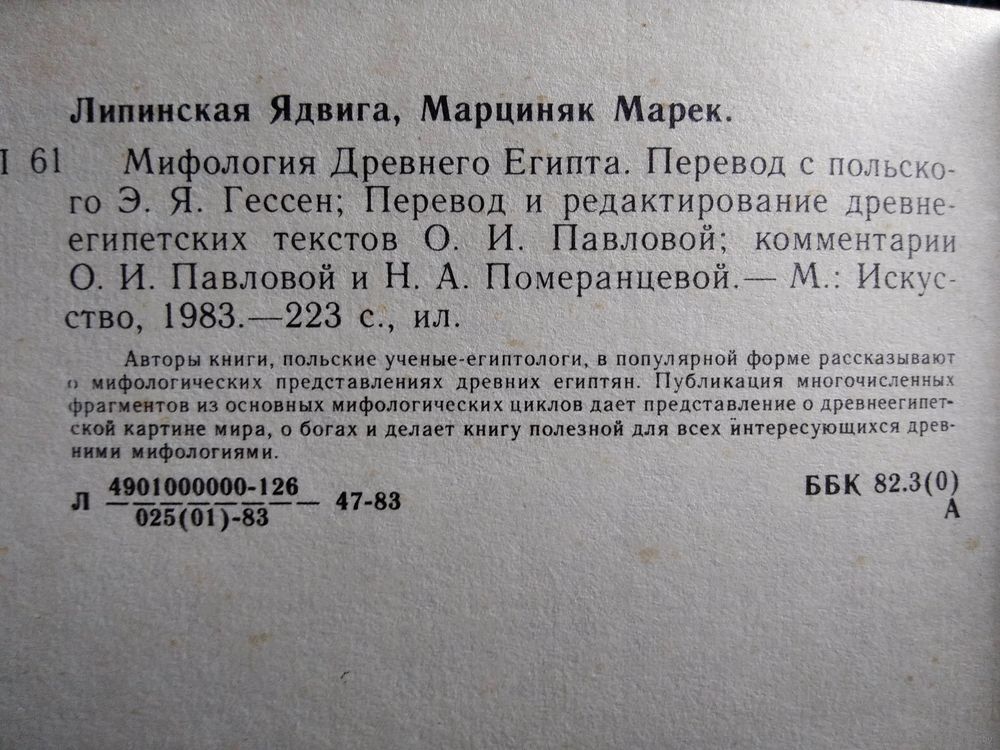 Липинская Ядвига, Марциняк Марек.
Л 61 Мифология Древнего Египта. Перевод с польско-
го Э. Я. Гессен; Перевод и редактирование древне-
египетских текстов О. И. Павловой; комментарии
О. И. Павловой и Н. А. Померанцевой.— М.: Искус-
ство, 1983.—223 с., ил.
Авторы книги, польские ученые-египтологи, в популярной форме рассказывают
о мифологических представлениях древних египтян. Публикация многочисленных
фрагментов из основных мифологических циклов дает представление о древнеегипет-
ской картине мира, о богах и делает книгу полезной для всех интересующихся древ-
ними мифологиями.
4901000000-126
Л ———————— 47-83
025(01)-83
ББК 82.3(0)
А